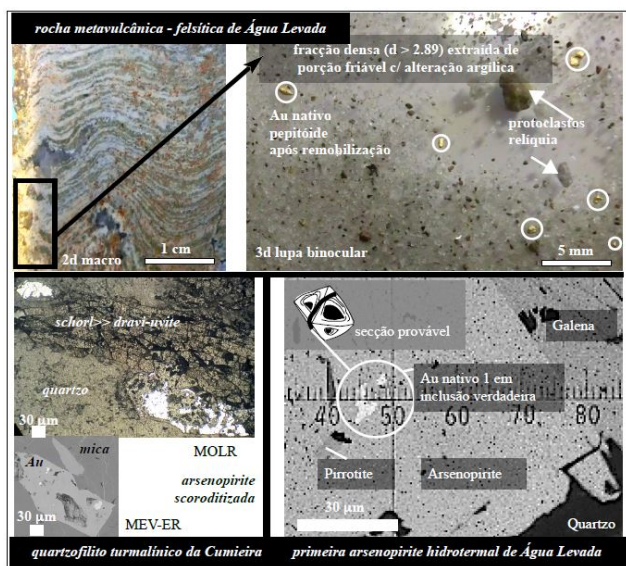 rocha metavulcânica - felsítica de Água Levada
fracção densa (d > 2.89) extraída de
porção friável c/ alteração argílica
Au nativo
pepitóide
após remobilização
protoclastos
relíquia
2d macro
1 cm
3d lupa binocular
5 mm
schorl>> dravi-uvite
quartzo
30 µm
mica
Au
MOLR
arsenopirite
scoroditizada
30 µm
MEV-ER
quartzofilito turmalínico da Cumieira
secção provável
Galena
Au nativo 1 em
inclusão verdadeira
40 50 60 70 80
Pirrotite
Arsenopirite
30 µm
Quartzo
primeira arsenopirite hidrotermal de Água Levada